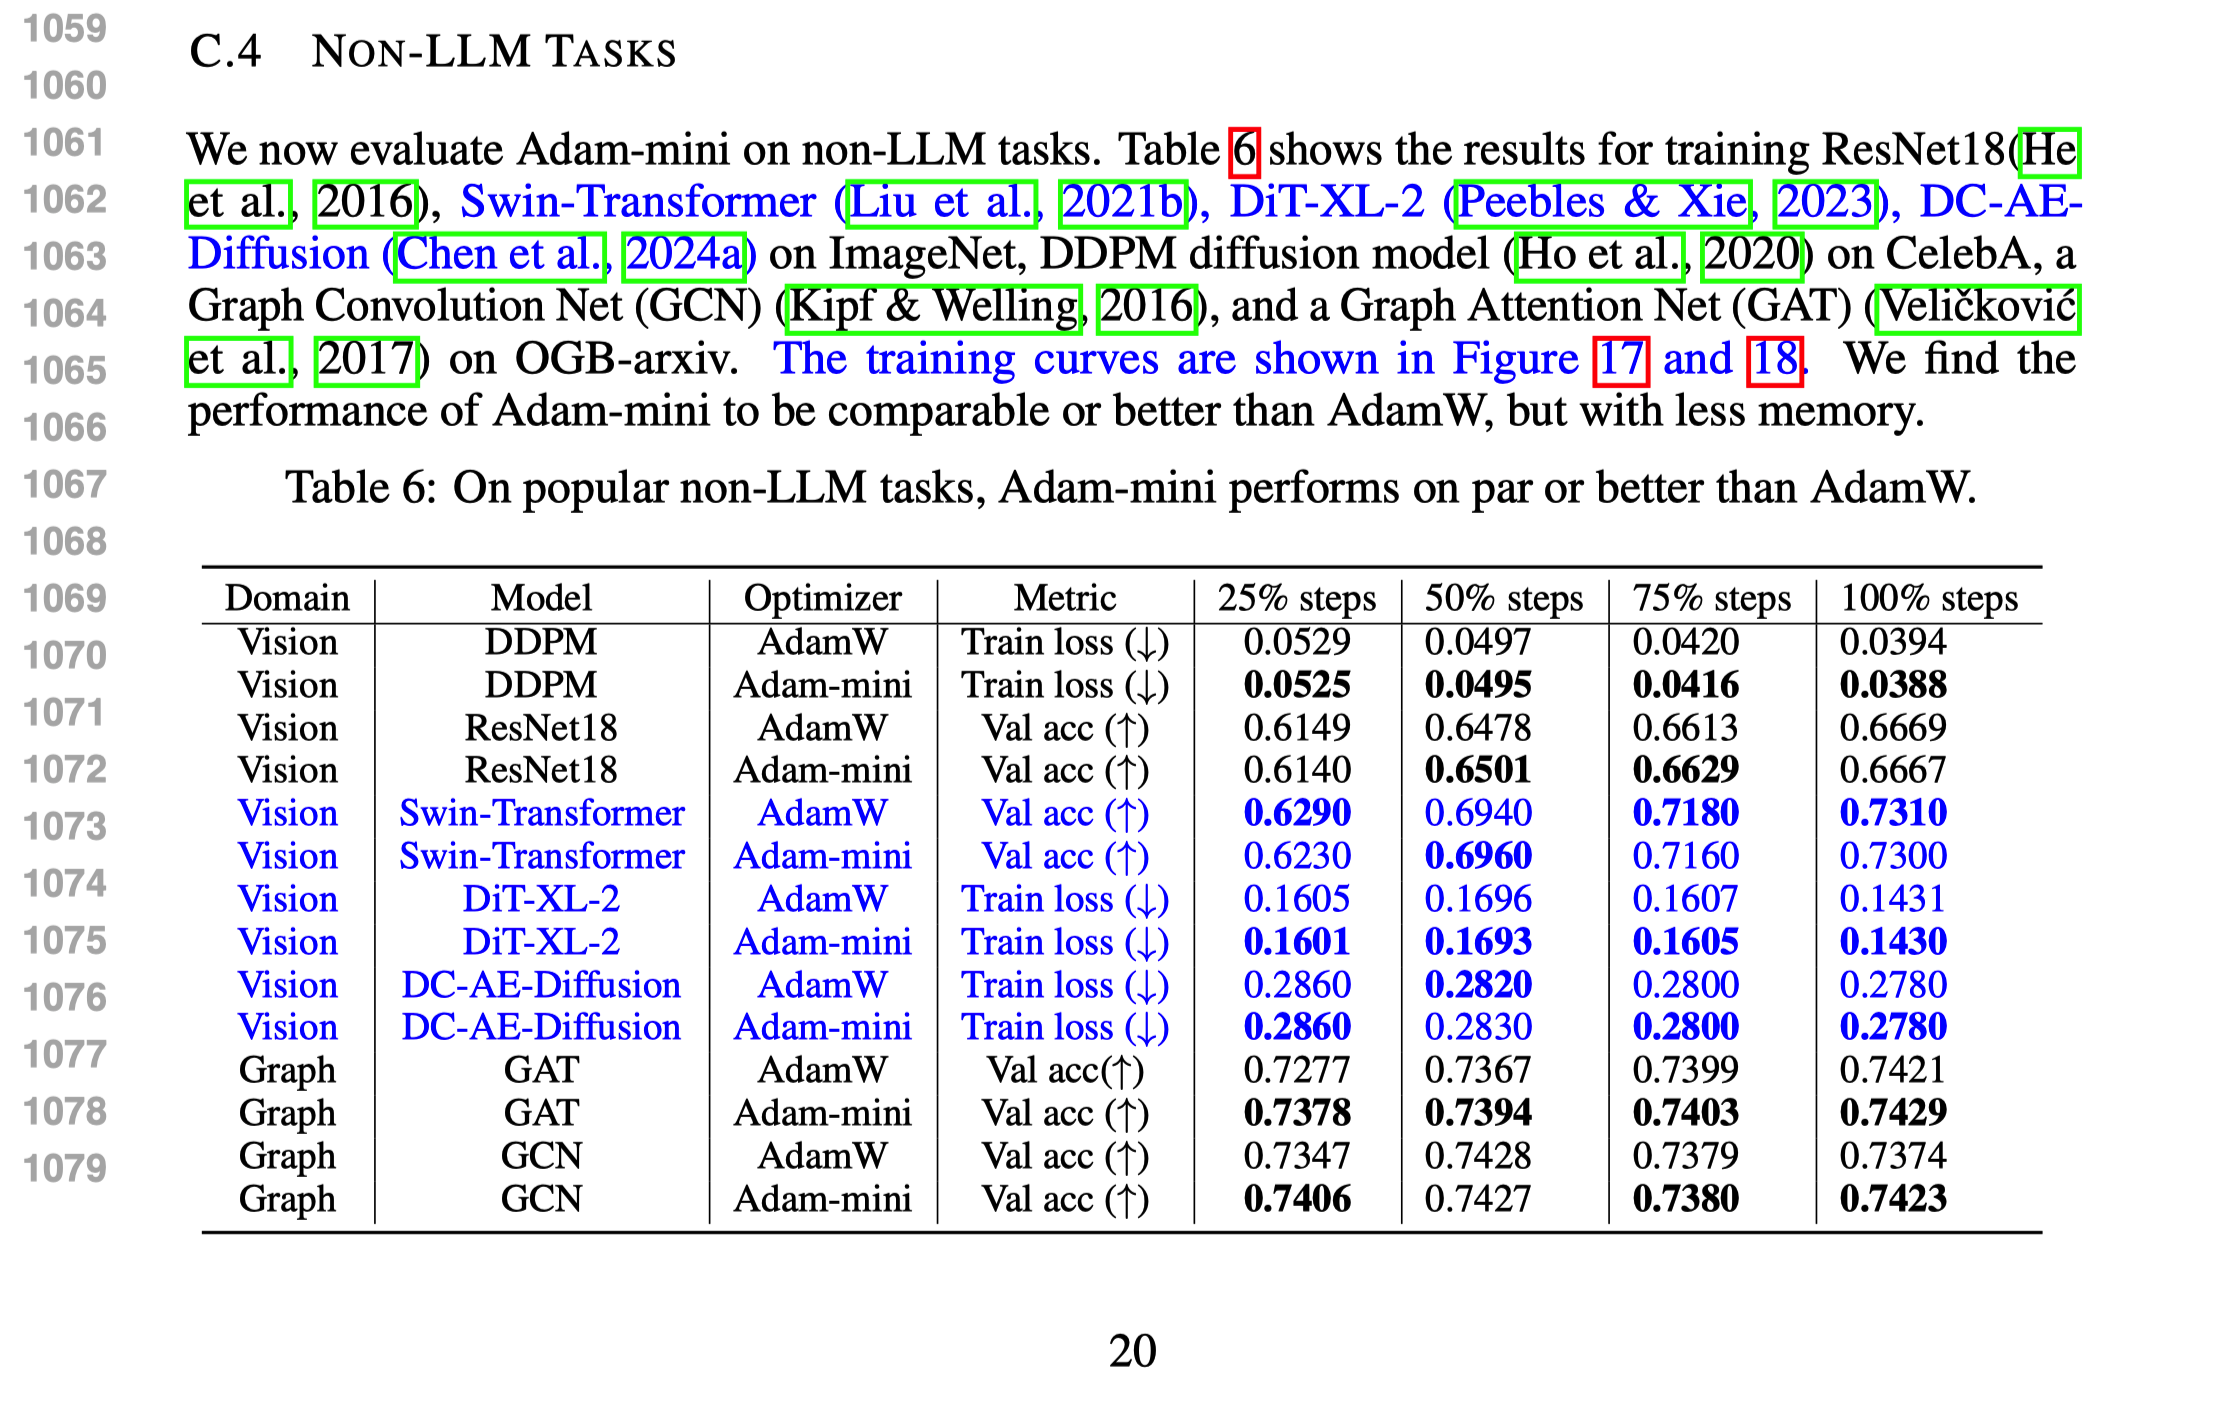 1059
C.4 NON-LLM TASKS
1060
1061 We now evaluate Adam-mini on non-LLM tasks. Table 6 shows the results for training ResNet18(He
1062 et al., 2016), Swin-Transformer (Liu et al., 2021b), DiT-XL-2 (Peebles & Xie, 2023), DC-AE-
1063 Diffusion (Chen et al., 2024a) on ImageNet, DDPM diffusion model (Ho et al., 2020) on CelebA, a
1064 Graph Convolution Net (GCN) (Kipf & Welling, 2016), and a Graph Attention Net (GAT) (Veličković
1065 et al., 2017) on OGB-arxiv. The training curves are shown in Figure 17 and 18. We find the
1066 performance of Adam-mini to be comparable or better than AdamW, but with less memory.
1067 Table 6: On popular non-LLM tasks, Adam-mini performs on par or better than AdamW.
1068
1069 Domain Model Optimizer Metric 25% steps 50% steps 75% steps 100% steps
Vision DDPM AdamW Train loss (↓) 0.0529 0.0497 0.0420 0.0394
1070
Vision DDPM Adam-mini Train loss (↓) 0.0525 0.0495 0.0416 0.0388
1071
Vision ResNet18 AdamW Val acc (↑) 0.6149 0.6478 0.6613 0.6669
1072 Vision ResNet18 Adam-mini Val acc (↑) 0.6140 0.6501 0.6629 0.6667
1073 Vision Swin-Transformer AdamW Val acc (↑) 0.6290 0.6940 0.7180 0.7310
Vision Swin-Transformer Adam-mini Val acc (↑) 0.6230 0.6960 0.7160 0.7300
1074
Vision DiT-XL-2 AdamW Train loss (↓) 0.1605 0.1696 0.1607 0.1431
1075 Vision DiT-XL-2 Adam-mini Train loss (↓) 0.1601 0.1693 0.1605 0.1430
1076 Vision DC-AE-Diffusion AdamW Train loss (↓) 0.2860 0.2820 0.2800 0.2780
Vision DC-AE-Diffusion Adam-mini Train loss (↓) 0.2860 0.2830 0.2800 0.2780
1077
Graph GAT AdamW Val acc(↑) 0.7277 0.7367 0.7399 0.7421
1078 Graph GAT Adam-mini Val acc (↑) 0.7378 0.7394 0.7403 0.7429
1079 Graph GCN AdamW Val acc (↑) 0.7347 0.7428 0.7379 0.7374
Graph GCN Adam-mini Val acc (↑) 0.7406 0.7427 0.7380 0.7423
20